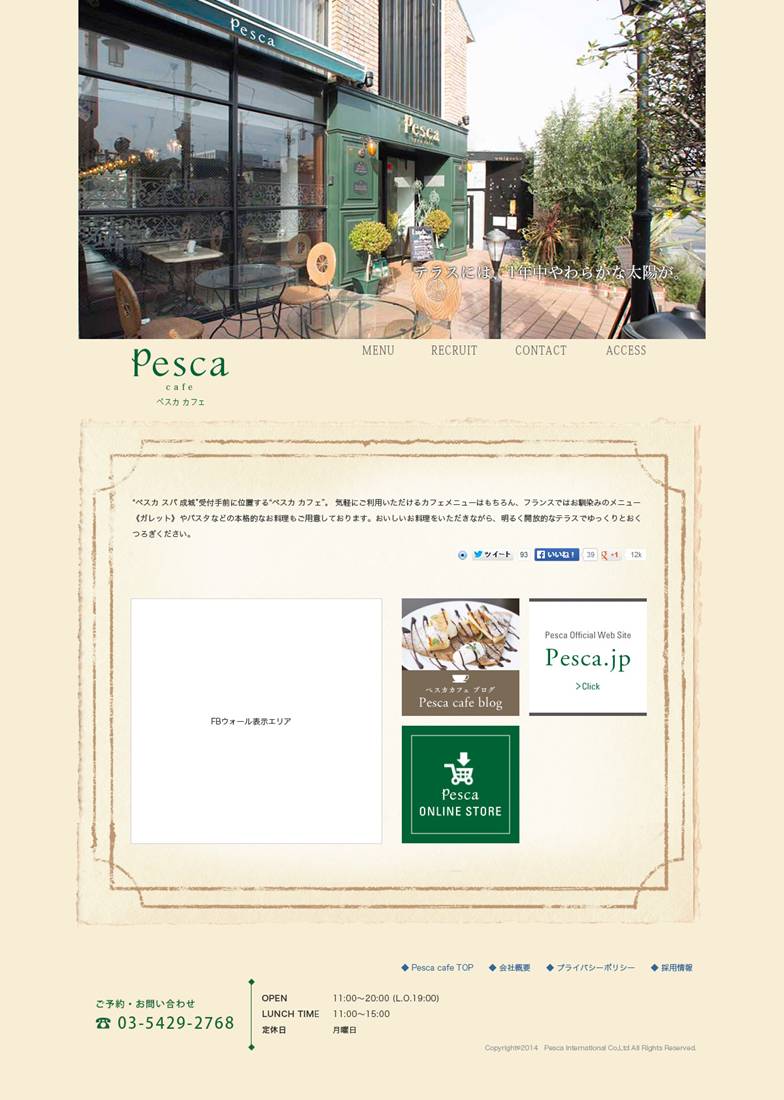 Pesca
Pesca
テラスには、1年中やわらかな太陽が。
Pesca
cafe
ペスカ カフェ
MENU RECRUIT CONTACT ACCESS
“ペスカ スパ 成城”受付手前に位置する“ペスカ カフェ”。 気軽にご利用いただけるカフェメニューはもちろん、フランスではお馴染みのメニュー
《ガレット》やパスタなどの本格的なお料理もご用意しております。おいしいお料理をいただきながら、明るく開放的なテラスでゆっくりとおく
つろぎください。
ツイート 93 いいね! 39 +1 12k
FBウォール表示エリア
ペスカカフェ ブログ
Pesca cafe blog
Pesca Official Web Site
Pesca.jp
>Click
Pesca
ONLINE STORE
◆ Pesca cafe TOP ◆ 会社概要 ◆ プライバシーポリシー ◆ 採用情報
ご予約・お問い合わせ
☎ 03-5429-2768
OPEN 11:00〜20:00 (L.O.19:00)
LUNCH TIME 11:00〜15:00
定休日 月曜日
Copyright©2014 Pesca International Co,Ltd All Rights Reserved.